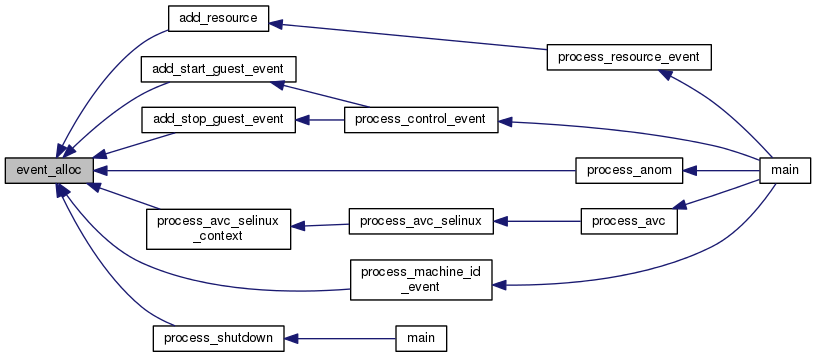 add_resource
process_resource_event
add_start_guest_event
add_stop_guest_event
process_control_event
event_alloc
process_anom
main
process_avc_selinux
_context
process_avc_selinux
process_avc
process_machine_id
_event
process_shutdown
main